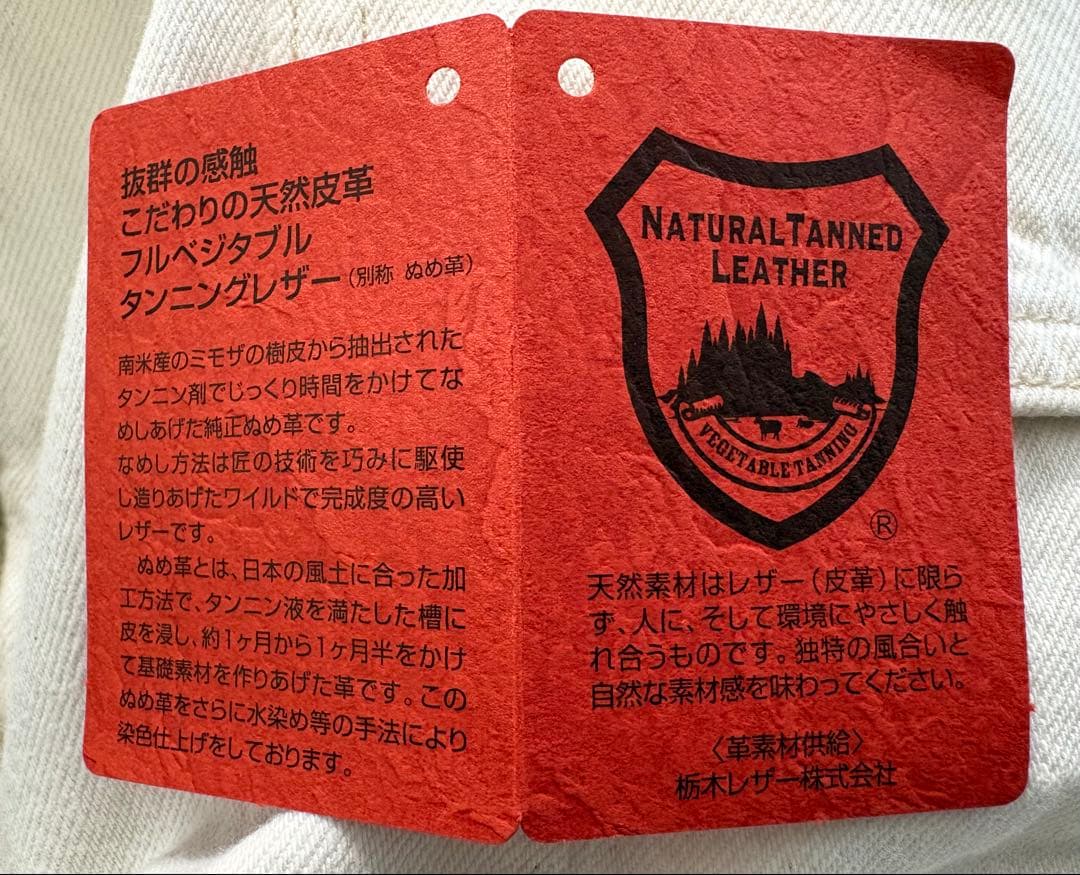 抜群の感触
こだわりの天然皮革
フルベジタブル
タンニングレザー(別称 ぬめ革)
南米産のミモザの樹皮から抽出された
タンニン剤でじっくり時間をかけてな
めしあげた純正ぬめ革です。
なめし方法は匠の技術を巧みに駆使
し造りあげたワイルドで完成度の高い
レザーです。
ぬめ革とは、日本の風土に合った加
工方法で、タンニン液を満たした槽に
皮を浸し、約1ヶ月から1ヶ月半をかけ
て基礎素材を作りあげた革です。この
ぬめ革をさらに水染め等の手法により
染色仕上げをしております。
NATURAL TANNED
LEATHER
VEGETABLE TANNING
®
天然素材はレザー(皮革)に限ら
ず、人に、そして環境にやさしく触
れ合うものです。独特の風合いと
自然な素材感を味わってください。
〈革素材供給〉
栃木レザー株式会社